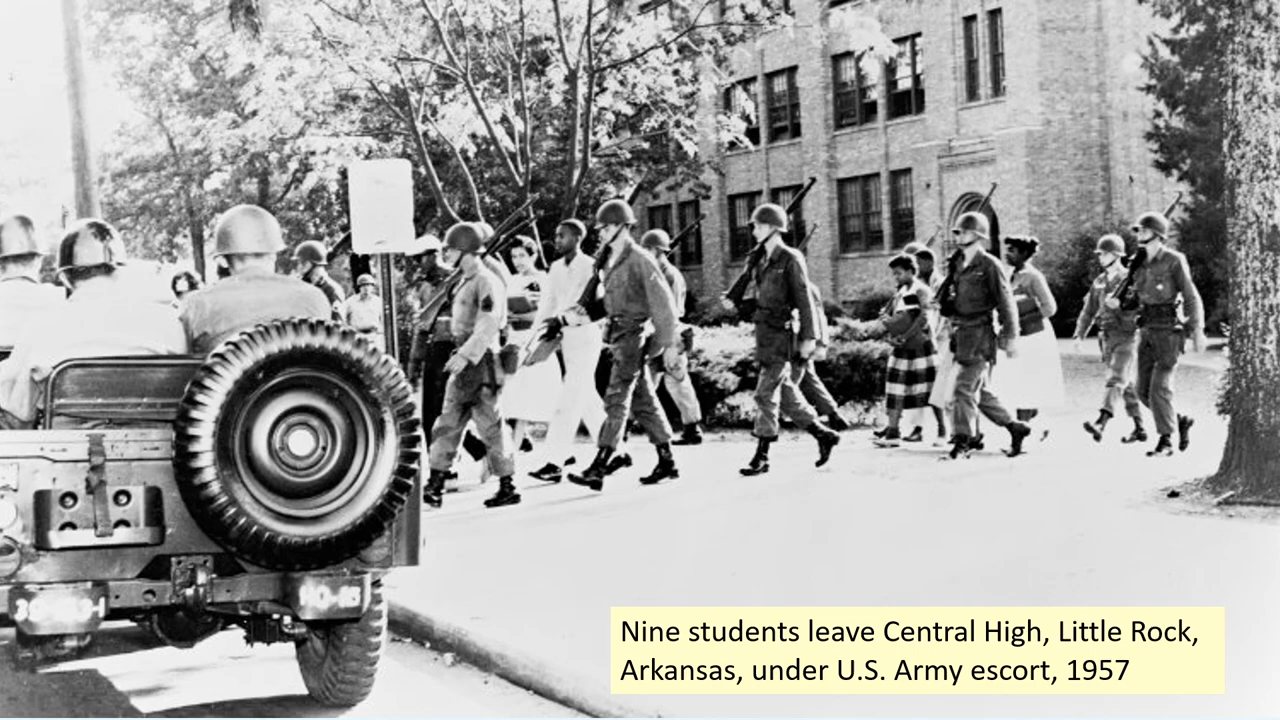 Nine students leave Central High, Little Rock,
Arkansas, under U.S. Army escort, 1957